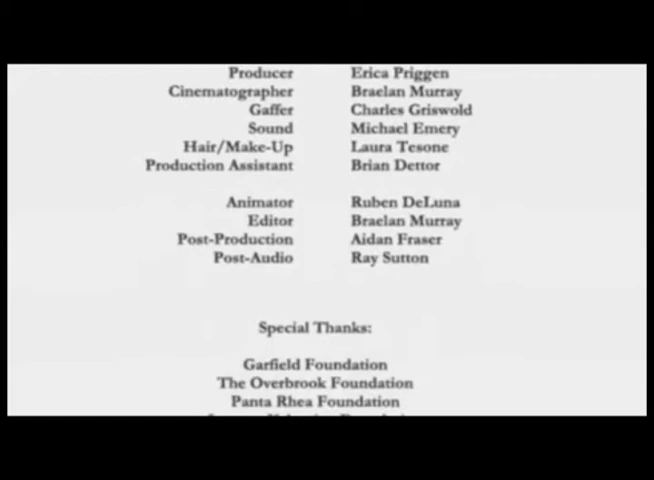 Producer Erica Priggen
Cinematographer Braelan Murray
Gaffer Charles Griswold
Sound Michael Emery
Hair/Make-Up Laura Tesone
Production Assistant Brian Dettor
Animator Ruben DeLuna
Editor Braelan Murray
Post-Production Aidan Fraser
Post-Audio Ray Sutton
Special Thanks:
Garfield Foundation
The Overbrook Foundation
Panta Rhea Foundation